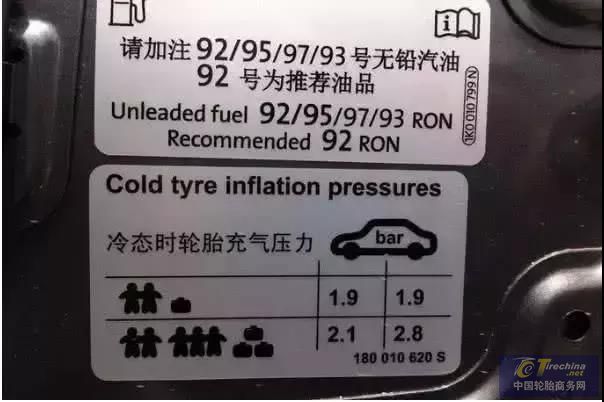 请加注 92/95/97/93 号无铅汽油
92 号为推荐油品
Unleaded fuel 92/95/97/93 RON
Recommended 92 RON
1K0 010 799 N
Cold tyre inflation pressures
冷态时轮胎充气压力
bar
1.9 1.9
2.1 2.8
180 010 620 S
Tirechina
.net
中国轮胎商务网